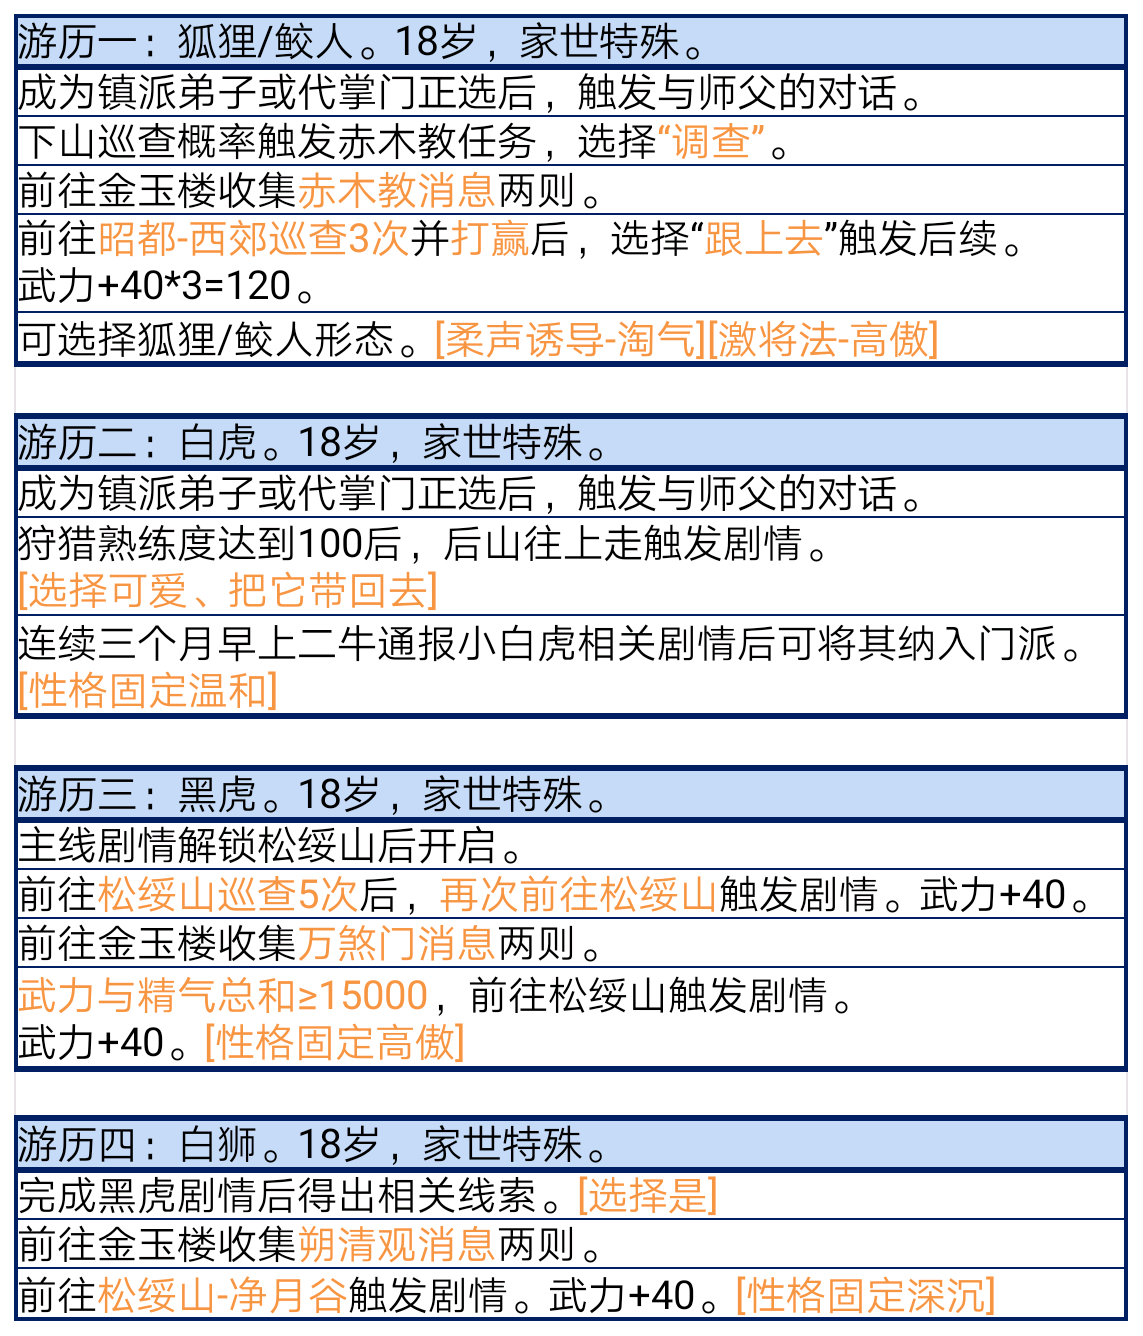 游历一：狐狸/鲛人。18岁，家世特殊。
成为镇派弟子或代掌门正选后，触发与师父的对话。
下山巡查概率触发赤木教任务，选择“调查”。
前往金玉楼收集赤木教消息两则。
前往昭都-西郊巡查3次并打赢后，选择“跟上去”触发后续。
武力+40*3=120。
可选择狐狸/鲛人形态。[柔声诱导-淘气][激将法-高傲]
游历二：白虎。18岁，家世特殊。
成为镇派弟子或代掌门正选后，触发与师父的对话。
狩猎熟练度达到100后，后山往上走触发剧情。
[选择可爱、把它带回去]
连续三个月早上二牛通报小白虎相关剧情后可将其纳入门派。
[性格固定温和]
游历三：黑虎。18岁，家世特殊。
主线剧情解锁松绥山后开启。
前往松绥山巡查5次后，再次前往松绥山触发剧情。武力+40。
前往金玉楼收集万煞门消息两则。
武力与精气总和≥15000，前往松绥山触发剧情。
武力+40。[性格固定高傲]
游历四：白狮。18岁，家世特殊。
完成黑虎剧情后得出相关线索。[选择是]
前往金玉楼收集朔清观消息两则。
前往松绥山-净月谷触发剧情。武力+40。[性格固定深沉]